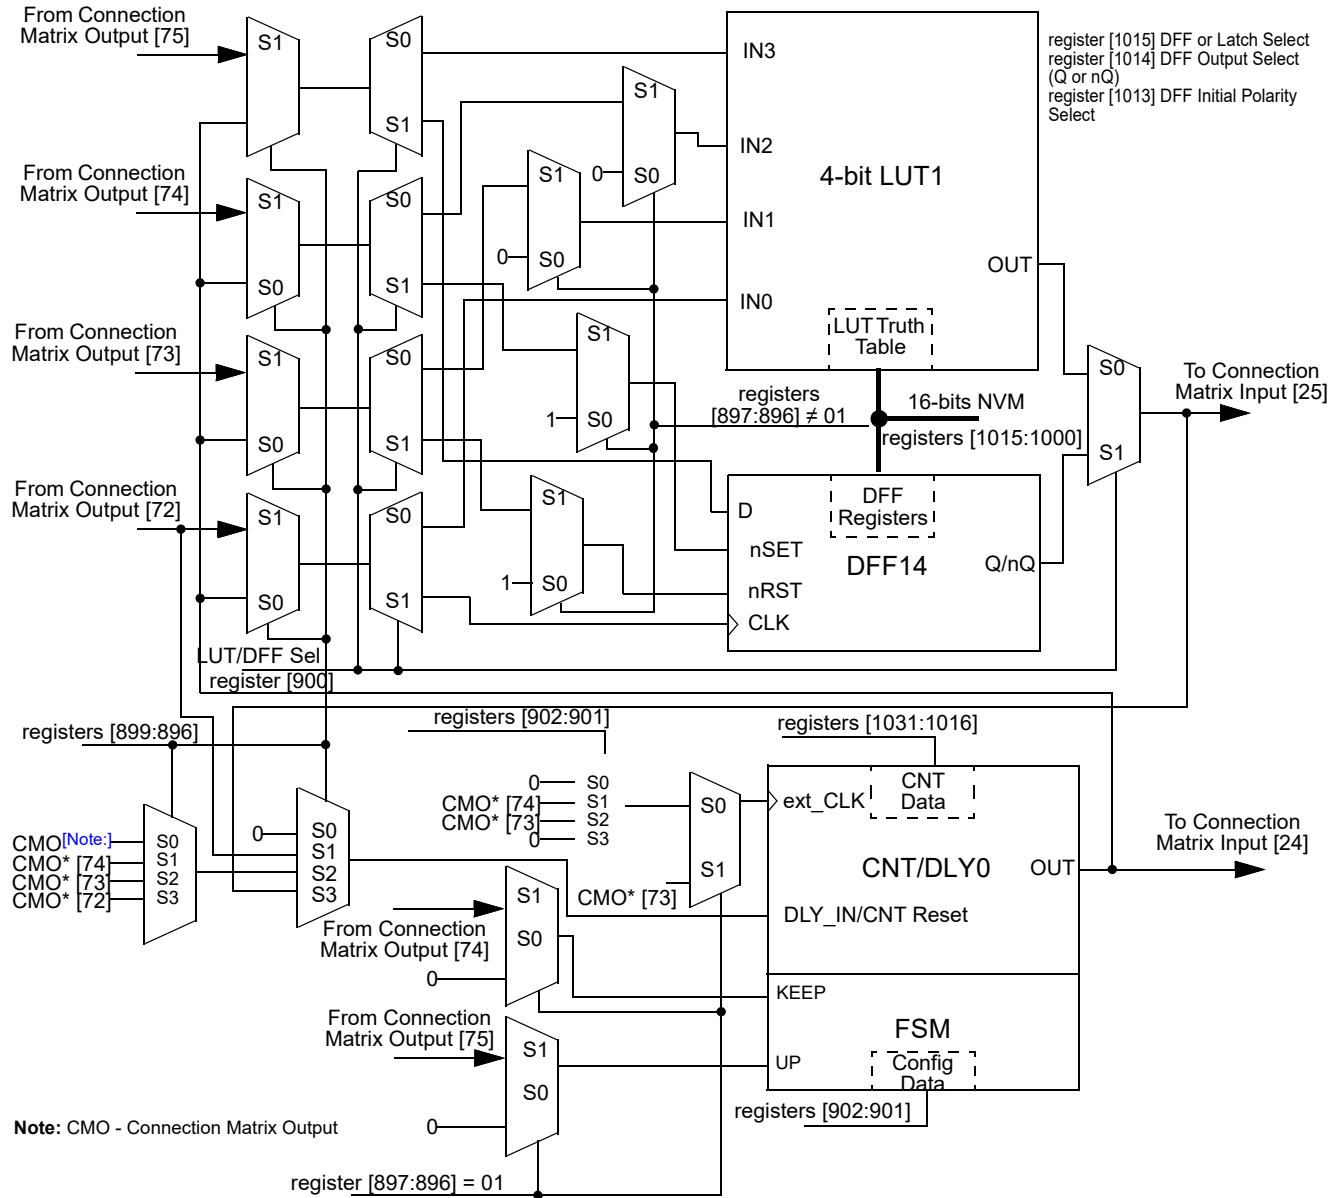 From Connection
Matrix Output [75]
S1
S0
S1
IN3
S1
S0
0
IN2
4-bit LUT1
register [1015] DFF or Latch Select
register [1014] DFF Output Select
(Q or nQ)
register [1013] DFF Initial Polarity
Select
From Connection
Matrix Output [74]
S1
S0
S0
S1
S1
S0
0
IN1
IN0
OUT
LUT Truth
Table
From Connection
Matrix Output [73]
S1
S0
S0
S1
S1
S0
1
registers
[897:896] ≠ 01
16-bits NVM
registers [1015:1000]
S0
S1
To Connection
Matrix Input [25]
From Connection
Matrix Output [72]
S1
S0
S0
S1
S1
S0
1
D
nSET
nRST
CLK
DFF
Registers
DFF14
Q/nQ
LUT/DFF Sel
register [900]
registers [899:896]
registers [902:901]
registers [1031:1016]
0
CMO* [74]
CMO* [73]
0
S0
S1
S2
S3
S0
S1
CMO* [73]
ext_CLK
CNT
Data
CNT/DLY0
OUT
DLY_IN/CNT Reset
To Connection
Matrix Input [24]
CMO[Note:]
CMO* [74]
CMO* [73]
CMO* [72]
S0
S1
S2
S3
0
S0
S1
S2
S3
From Connection
Matrix Output [74]
0
S1
S0
KEEP
FSM
UP
Config
Data
From Connection
Matrix Output [75]
0
S1
S0
registers [902:901]
Note: CMO - Connection Matrix Output
register [897:896] = 01